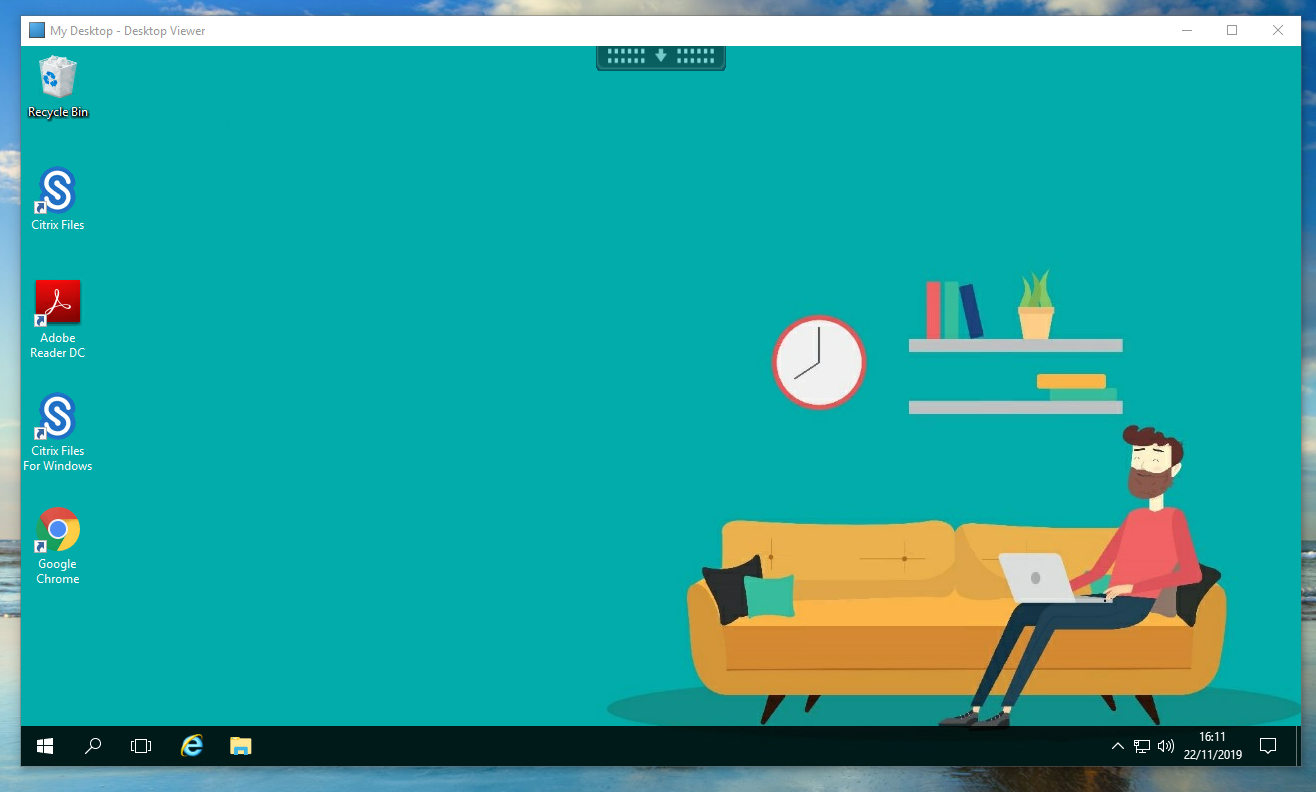 My Desktop - Desktop Viewer
Recycle Bin
Citrix Files
Adobe
Reader DC
Citrix Files
For Windows
Google
Chrome
16:11
22/11/2019